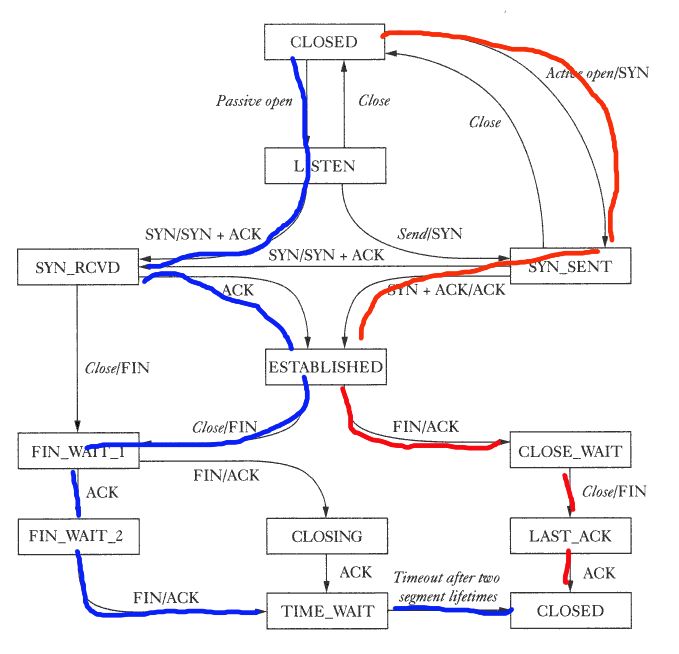 CLOSED
Active open/SYN
Passive open
Close
Close
LISTEN
SYN/SYN + ACK
Send/SYN
SYN/SYN + ACK
SYN_RCVD
SYN_SENT
ACK
SYN + ACK/ACK
ESTABLISHED
Close/FIN
Close/FIN
FIN/ACK
FIN_WAIT_1
CLOSE_WAIT
FIN/ACK
ACK
Close/FIN
FIN_WAIT_2
CLOSING
LAST_ACK
ACK
Timeout after two
segment lifetimes
ACK
FIN/ACK
TIME_WAIT
CLOSED